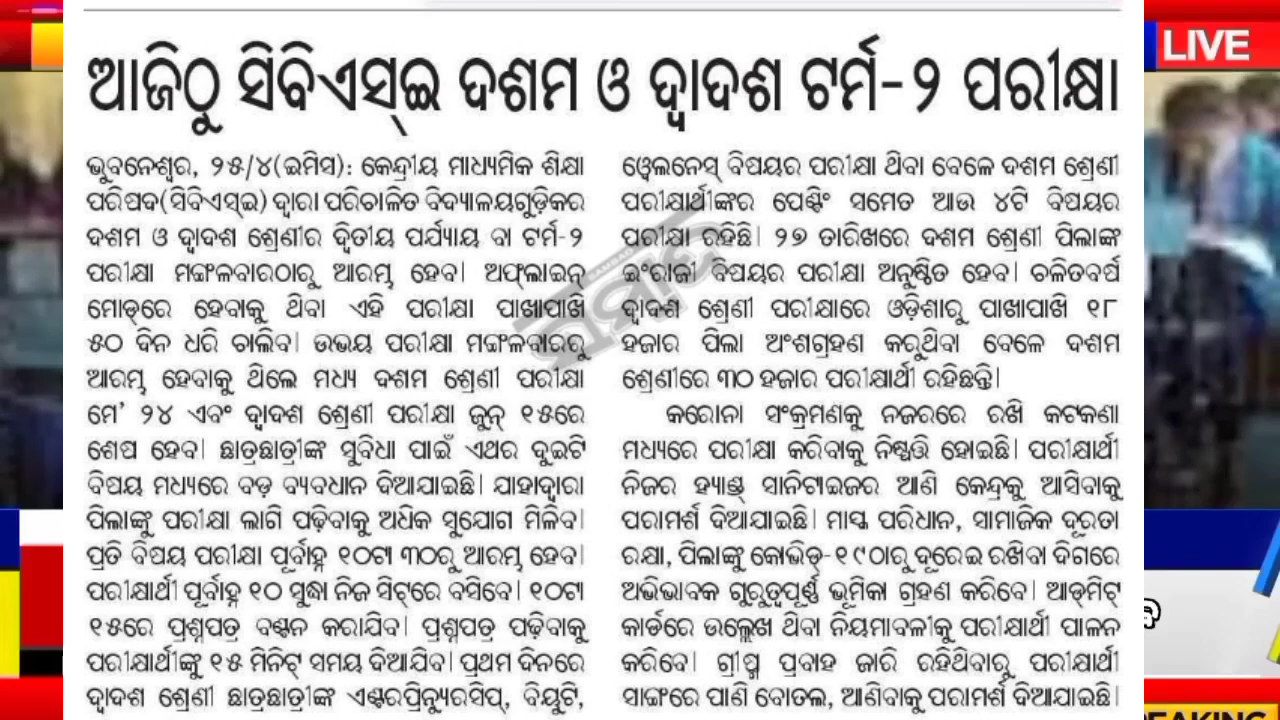 ଆଜିଠୁ ସିବିଏସ୍ଇ ଦଶମ ଓ ଦ୍ୱାଦଶ ଟର୍ମ-୨ ପରୀକ୍ଷା
ଭୁବନେଶ୍ୱର, ୨୫/୪(ଇମିସ): କେନ୍ଦ୍ରୀୟ ମାଧ୍ୟମିକ ଶିକ୍ଷା
ପରିଷଦ(ସିବିଏସ୍ଇ) ଦ୍ୱାରା ପରିଚାଳିତ ବିଦ୍ୟାଳୟଗୁଡ଼ିକର
ଦଶମ ଓ ଦ୍ୱାଦଶ ଶ୍ରେଣୀର ଦ୍ୱିତୀୟ ପର୍ଯ୍ୟାୟ ବା ଟର୍ମ-୨
ପରୀକ୍ଷା ମଙ୍ଗଳବାରଠାରୁ ଆରମ୍ଭ ହେବ। ଅଫ୍‌ଲାଇନ୍
ମୋଡ୍‌ରେ ହେବାକୁ ଥିବା ଏହି ପରୀକ୍ଷା ପାଖାପାଖି
୫୦ ଦିନ ଧରି ଚାଲିବ। ଉଭୟ ପରୀକ୍ଷା ମଙ୍ଗଳବାରରୁ
ଆରମ୍ଭ ହେବାକୁ ଥିଲେ ମଧ୍ୟ ଦଶମ ଶ୍ରେଣୀ ପରୀକ୍ଷା
ମେ' ୨୪ ଏବଂ ଦ୍ୱାଦଶ ଶ୍ରେଣୀ ପରୀକ୍ଷା ଜୁନ୍ ୧୫ରେ
ଶେଷ ହେବ। ଛାତ୍ରଛାତ୍ରୀଙ୍କ ସୁବିଧା ପାଇଁ ଏଥର ଦୁଇଟି
ବିଷୟ ମଧ୍ୟରେ ବଡ଼ ବ୍ୟବଧାନ ଦିଆଯାଇଛି। ଯାହାଦ୍ୱାରା
ପିଲାଙ୍କୁ ପରୀକ୍ଷା ଲାଗି ପଢ଼ିବାକୁ ଅଧିକ ସୁଯୋଗ ମିଳିବ।
ପ୍ରତି ବିଷୟ ପରୀକ୍ଷା ପୂର୍ବାହ୍ନ ୧୦ଟା ୩୦ରୁ ଆରମ୍ଭ ହେବ।
ପରୀକ୍ଷାର୍ଥୀ ପୂର୍ବାହ୍ନ ୧୦ ସୁଦ୍ଧା ନିଜ ସିଟ୍‌ରେ ବସିବେ। ୧୦ଟା
୧୫ରେ ପ୍ରଶ୍ନପତ୍ର ବଣ୍ଟନ କରାଯିବ। ପ୍ରଶ୍ନପତ୍ର ପଢ଼ିବାକୁ
ପରୀକ୍ଷାର୍ଥୀଙ୍କୁ ୧୫ ମିନିଟ୍ ସମୟ ଦିଆଯିବ। ପ୍ରଥମ ଦିନରେ
ଦ୍ୱାଦଶ ଶ୍ରେଣୀ ଛାତ୍ରଛାତ୍ରୀଙ୍କ ଏଣ୍ଟରପ୍ରିନ୍ୟୁରସିପ୍, ବିୟୁଟି,
ୱେଲନେସ୍ ବିଷୟର ପରୀକ୍ଷା ଥିବା ବେଳେ ଦଶମ ଶ୍ରେଣୀ
ପରୀକ୍ଷାର୍ଥୀଙ୍କର ପେଣ୍ଟିଂ ସମେତ ଆଉ ୪ଟି ବିଷୟର
ପରୀକ୍ଷା ରହିଛି। ୨୭ ତାରିଖରେ ଦଶମ ଶ୍ରେଣୀ ପିଲାଙ୍କ
ଇଂରାଜୀ ବିଷୟର ପରୀକ୍ଷା ଅନୁଷ୍ଠିତ ହେବ। ଚଳିତବର୍ଷ
ଦ୍ୱାଦଶ ଶ୍ରେଣୀ ପରୀକ୍ଷାରେ ଓଡ଼ିଶାରୁ ପାଖାପାଖି ୧୮
ହଜାର ପିଲା ଅଂଶଗ୍ରହଣ କରୁଥିବା ବେଳେ ଦଶମ
ଶ୍ରେଣୀରେ ୩୦ ହଜାର ପରୀକ୍ଷାର୍ଥୀ ରହିଛନ୍ତି।
କରୋନା ସଂକ୍ରମଣକୁ ନଜରରେ ରଖି କଟକଣା
ମଧ୍ୟରେ ପରୀକ୍ଷା କରିବାକୁ ନିଷ୍ପତ୍ତି ହୋଇଛି। ପରୀକ୍ଷାର୍ଥୀ
ନିଜର ହ୍ୟାଣ୍ଡ ସାନିଟାଇଜର ଆଣି କେନ୍ଦ୍ରକୁ ଆସିବାକୁ
ପରାମର୍ଶ ଦିଆଯାଇଛି। ମାସ୍କ ପରିଧାନ, ସାମାଜିକ ଦୂରତା
ରକ୍ଷା, ପିଲାଙ୍କୁ କୋଭିଡ୍-୧୯ଠାରୁ ଦୂରେଇ ରଖିବା ଦିଗରେ
ଅଭିଭାବକ ଗୁରୁତ୍ୱପୂର୍ଣ୍ଣ ଭୂମିକା ଗ୍ରହଣ କରିବେ। ଆଡ୍‌ମିଟ୍
କାର୍ଡରେ ଉଲ୍ଲେଖ ଥିବା ନିୟମାବଳୀକୁ ପରୀକ୍ଷାର୍ଥୀ ପାଳନ
କରିବେ। ଗ୍ରୀଷ୍ମ ପ୍ରବାହ ଜାରି ରହିଥିବାରୁ ପରୀକ୍ଷାର୍ଥୀ
ସାଙ୍ଗରେ ପାଣି ବୋତଲ, ଆଣିବାକୁ ପରାମର୍ଶ ଦିଆଯାଇଛି।
ସମ୍ବାଦ
SAMBAD
LIVE